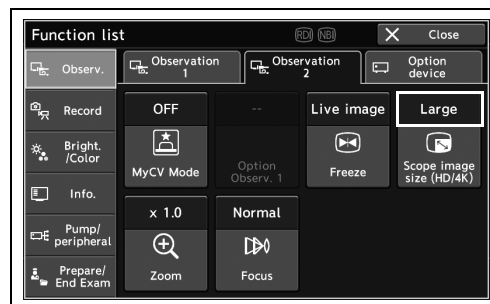 Function list
RDI NBI
Close
Observ.
Record
Bright.
/Color
Info.
Pump/
peripheral
Prepare/
End Exam
Observation
1
Observation
2
Option
device
OFF
MyCV Mode
--
Option
Observ. 1
Live image
Freeze
Large
Scope image
size (HD/4K)
x 1.0
Zoom
Normal
Focus